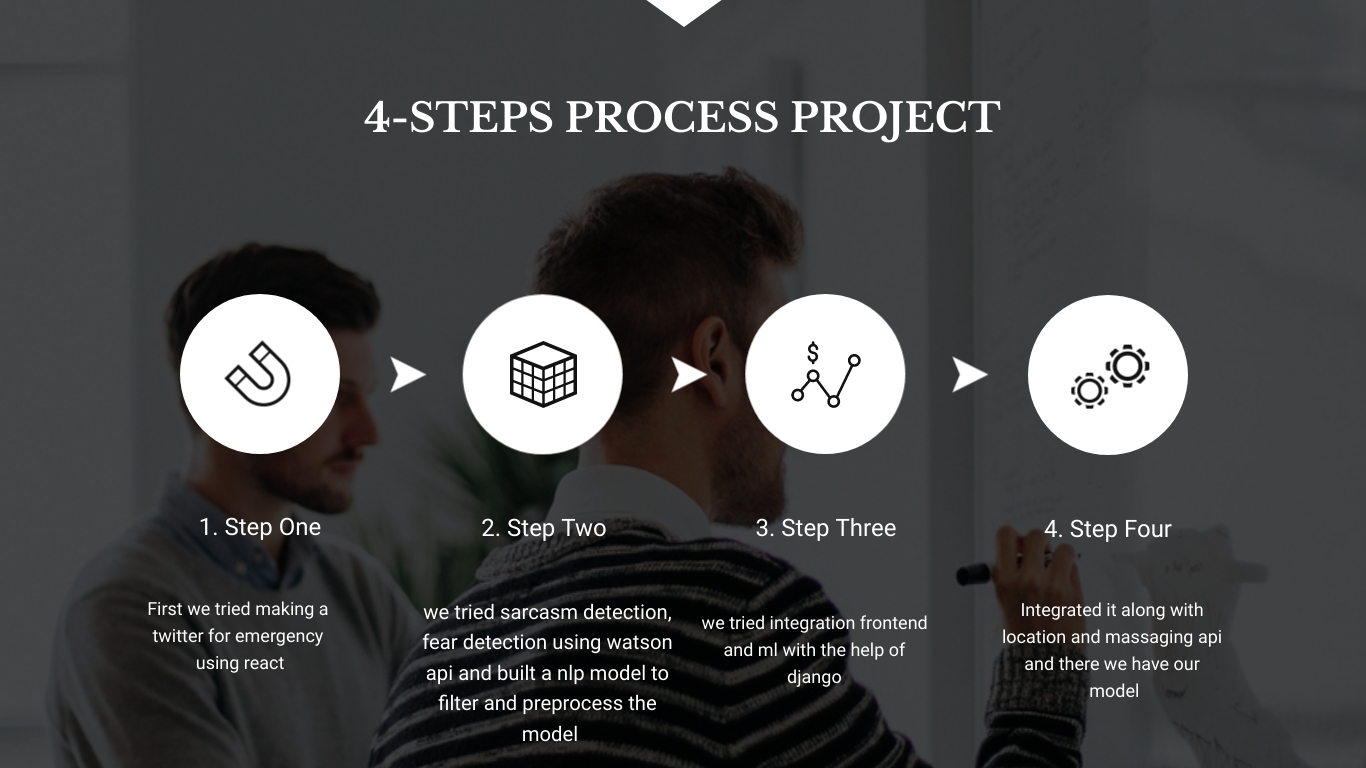 4-STEPS PROCESS PROJECT
$
1. Step One
First we tried making a
twitter for emergency
using react
2. Step Two
we tried sarcasm detection,
fear detection using watson
api and built a nlp model to
filter and preprocess the
model
3. Step Three
we tried integration frontend
and ml with the help of
django
4. Step Four
Integrated it along with
location and massaging api
and there we have our
model